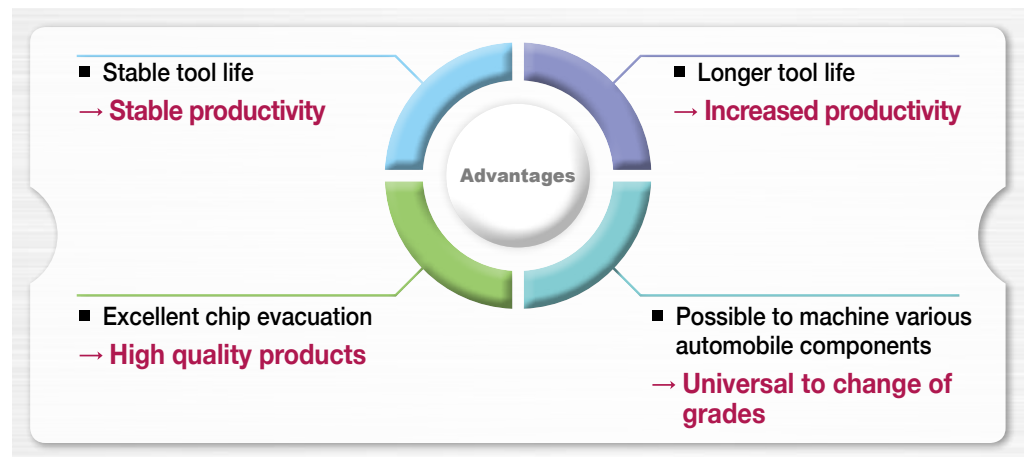 ■ Stable tool life
→ Stable productivity
■ Longer tool life
→ Increased productivity
Advantages
■ Excellent chip evacuation
→ High quality products
■ Possible to machine various
automobile components
→ Universal to change of
grades